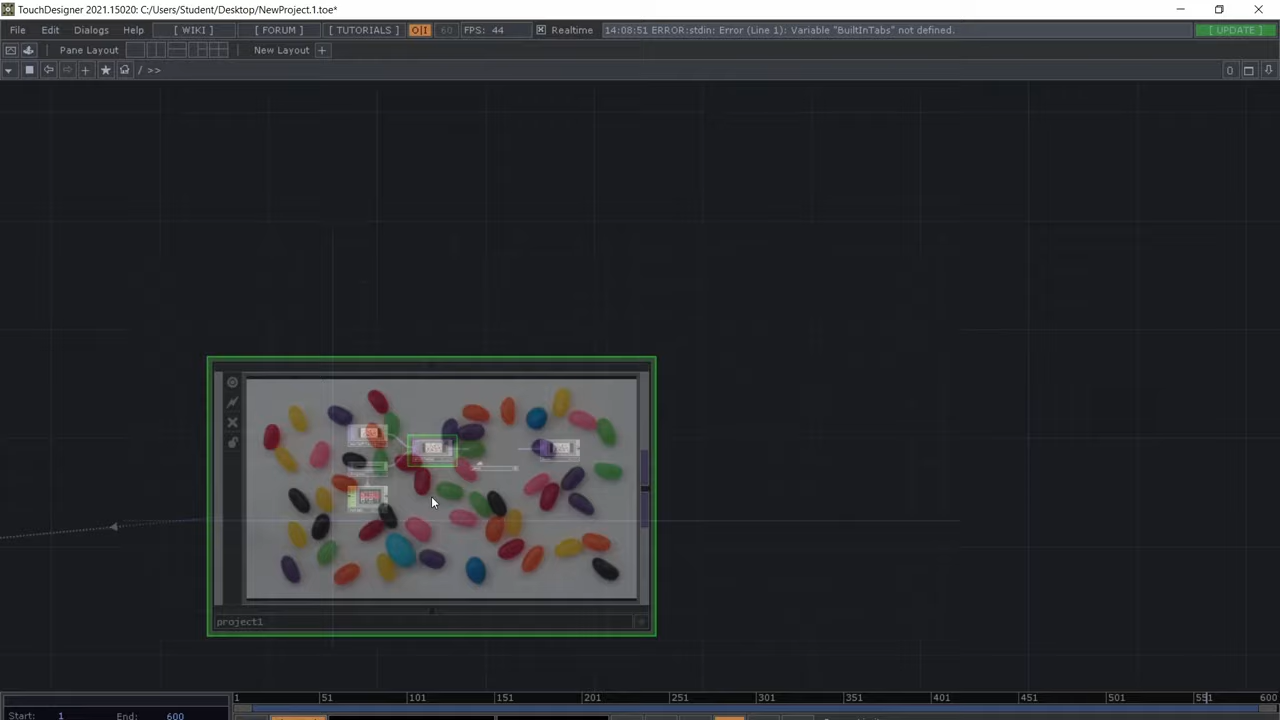 TouchDesigner 2021.15020: C:/Users/Student/Desktop/NewProject.1.toe*
File Edit Dialogs Help [ WIKI ] [ FORUM ] [ TUTORIALS ] O|I 60 FPS: 44 Realtime 14:08:51 ERROR:stdin: Error (Line 1): Variable "BuiltInTabs" not defined. [ UPDATE ]
Pane Layout New Layout +
/ >> 0
project1
1 51 101 151 201 251 301 351 401 451 501 551 600
Start: 1 End: 600